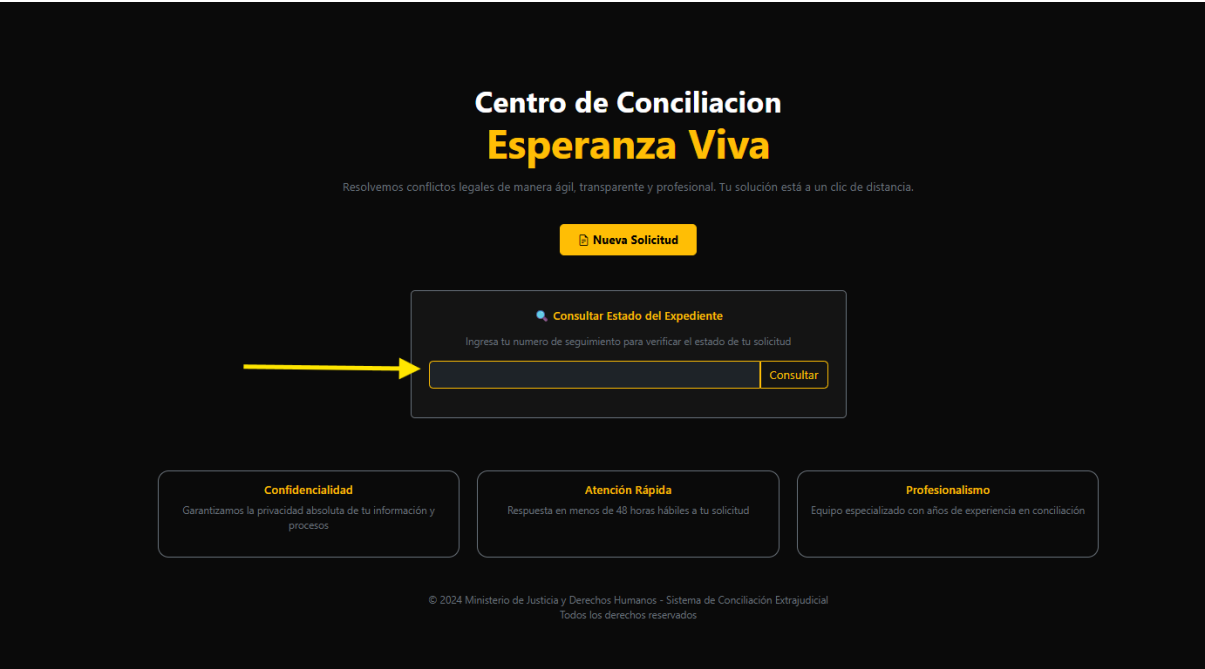 Centro de Conciliacion
Esperanza Viva
Resolvemos conflictos legales de manera ágil, transparente y profesional. Tu solución está a un clic de distancia.
Nueva Solicitud
Consultar Estado del Expediente
Ingresa tu numero de seguimiento para verificar el estado de tu solicitud
Consultar
Confidencialidad
Garantizamos la privacidad absoluta de tu información y
procesos
Atención Rápida
Respuesta en menos de 48 horas hábiles a tu solicitud
Profesionalismo
Equipo especializado con años de experiencia en conciliación
© 2024 Ministerio de Justicia y Derechos Humanos - Sistema de Conciliación Extrajudicial
Todos los derechos reservados